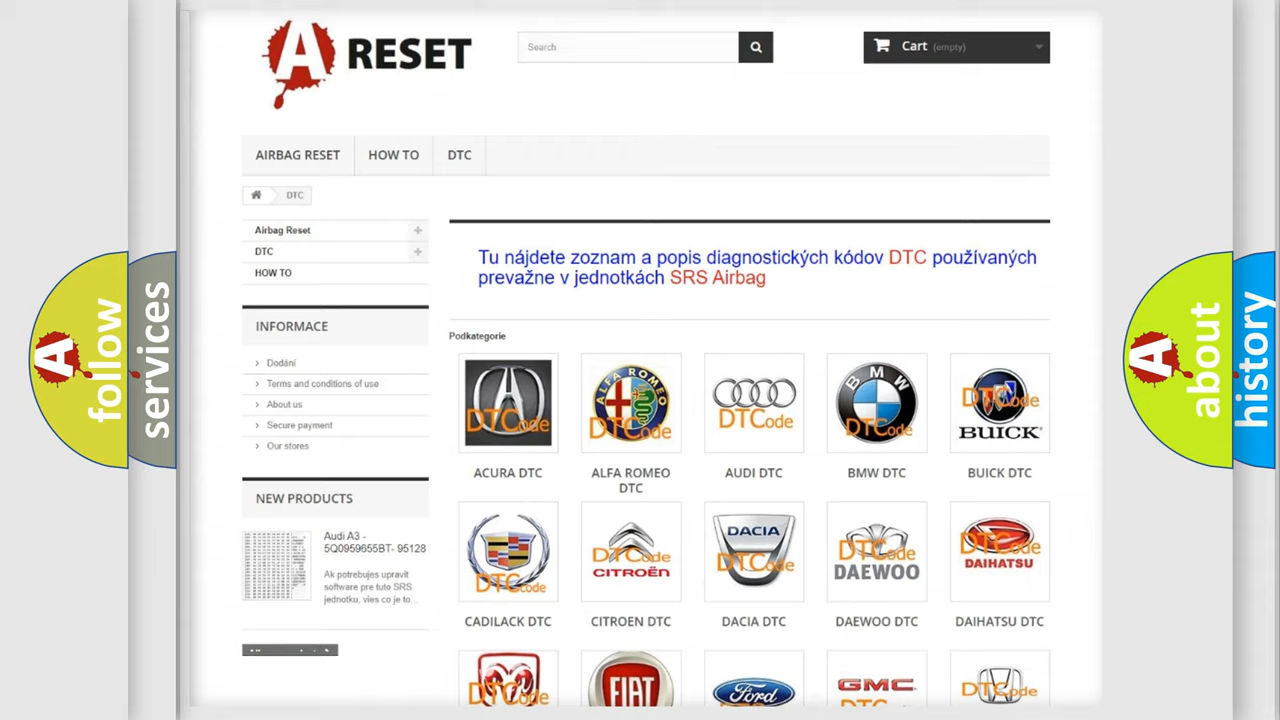 A RESET
Search
Cart (empty)
AIRBAG RESET
HOW TO
DTC
DTC
Airbag Reset
DTC
HOW TO
Tu nájdete zoznam a popis diagnostických kódov DTC používaných
prevažne v jednotkách SRS Airbag
INFORMACE
Dodání
Terms and conditions of use
About us
Secure payment
Our stores
NEW PRODUCTS
Audi A3 -
5Q0959655BT- 95128
Ak potrebujes upravit
software pre tuto SRS
jednotku, vies co je to...
Podkategorie
DTCode
ALFA ROMEO
DTCode
DTCode
BMW
DTCode
DTCode
BUICK
ACURA DTC
ALFA ROMEO
DTC
AUDI DTC
BMW DTC
BUICK DTC
DTCode
DTCode
CITROËN
DACIA
DTCode
DTCode
DAEWOO
DTCode
DAIHATSU
CADILACK DTC
CITROEN DTC
DACIA DTC
DAEWOO DTC
DAIHATSU DTC
DTCode
FIAT
Ford
GMC
DTCode
A follow
services
A about
history